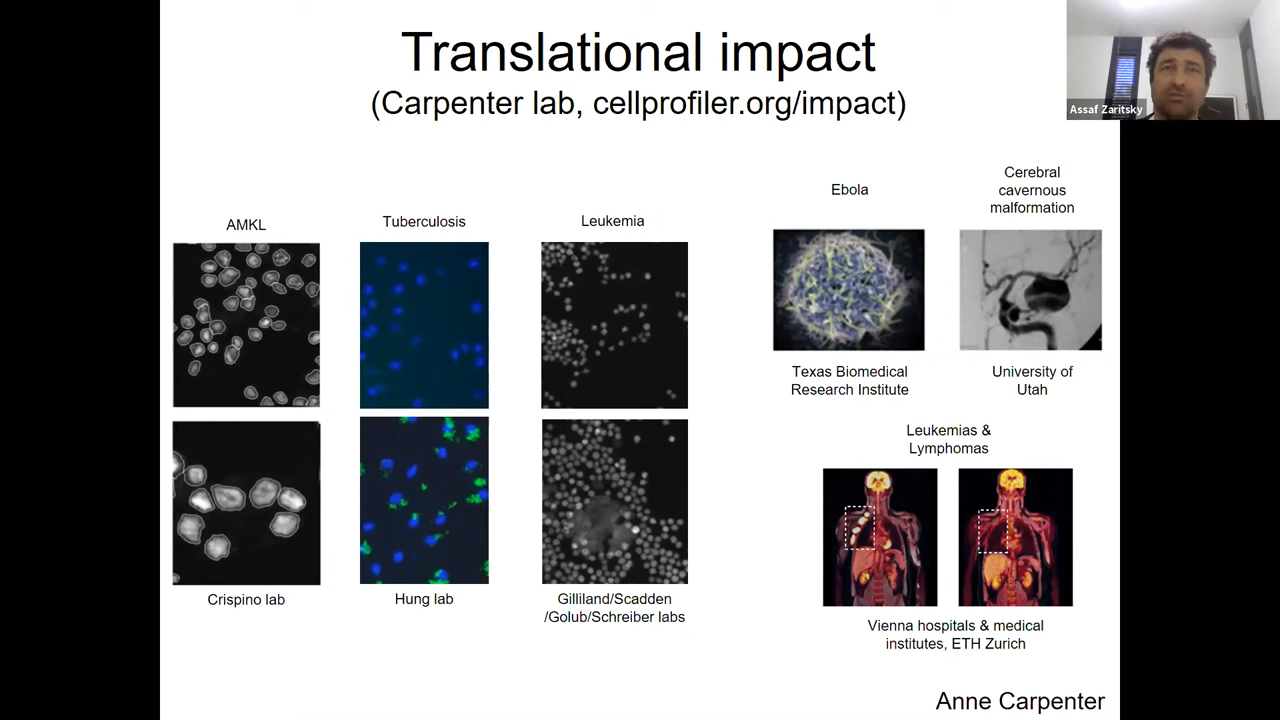 Translational impact
(Carpenter lab, cellprofiler.org/impact)
Assaf Zaritsky
AMKL
Tuberculosis
Leukemia
Ebola
Cerebral
cavernous
malformation
Texas Biomedical
Research Institute
University of
Utah
Leukemias &
Lymphomas
Crispino lab
Hung lab
Gilliland/Scadden
/Golub/Schreiber labs
Vienna hospitals & medical
institutes, ETH Zurich
Anne Carpenter